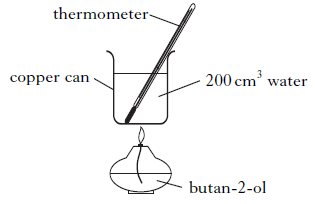 thermometer
copper can
200 cm³ water
butan-2-ol